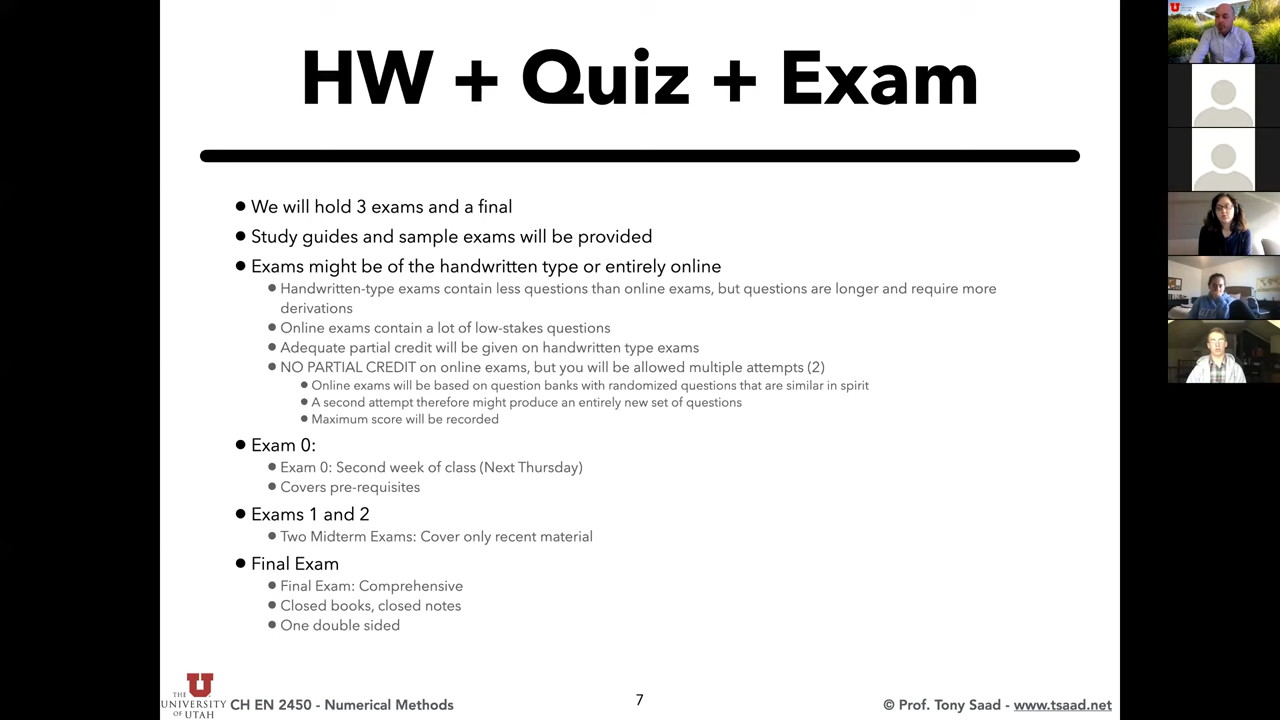 HW + Quiz + Exam
• We will hold 3 exams and a final
• Study guides and sample exams will be provided
• Exams might be of the handwritten type or entirely online
• Handwritten-type exams contain less questions than online exams, but questions are longer and require more
derivations
• Online exams contain a lot of low-stakes questions
• Adequate partial credit will be given on handwritten type exams
• NO PARTIAL CREDIT on online exams, but you will be allowed multiple attempts (2)
• Online exams will be based on question banks with randomized questions that are similar in spirit
• A second attempt therefore might produce an entirely new set of questions
• Maximum score will be recorded
• Exam 0:
• Exam 0: Second week of class (Next Thursday)
• Covers pre-requisites
• Exams 1 and 2
• Two Midterm Exams: Cover only recent material
• Final Exam
• Final Exam: Comprehensive
• Closed books, closed notes
• One double sided
THE
UNIVERSITY
OF UTAH
CH EN 2450 - Numerical Methods
7
© Prof. Tony Saad - www.tsaad.net